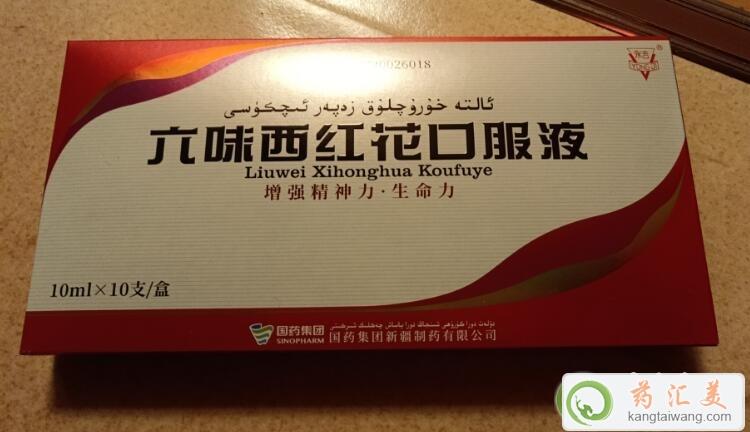 20026018
ئالتە خۇرۇچلۇق زەپەر ئىچكۈسى
六味西红花口服液
Liuwei Xihonghua Koufuye
增强精神力·生命力
10ml×10支/盒
国药集团
SINOPHARM
国药集团新疆制药有限公司
药汇美
kangtaiwang.com